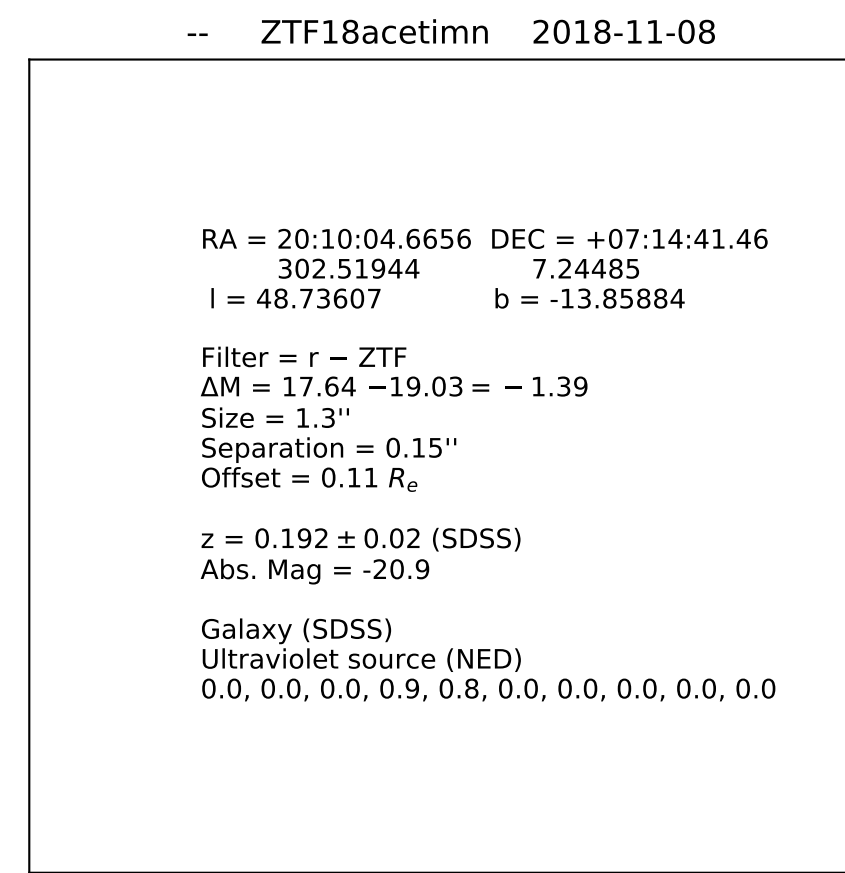 -- ZTF18acetimn 2018-11-08
RA = 20:10:04.6656 DEC = +07:14:41.46
302.51944 7.24485
l = 48.73607 b = -13.85884
Filter = r − ZTF
ΔM = 17.64 −19.03 = − 1.39
Size = 1.3''
Separation = 0.15''
Offset = 0.11 Re
z = 0.192 ± 0.02 (SDSS)
Abs. Mag = -20.9
Galaxy (SDSS)
Ultraviolet source (NED)
0.0, 0.0, 0.0, 0.9, 0.8, 0.0, 0.0, 0.0, 0.0, 0.0